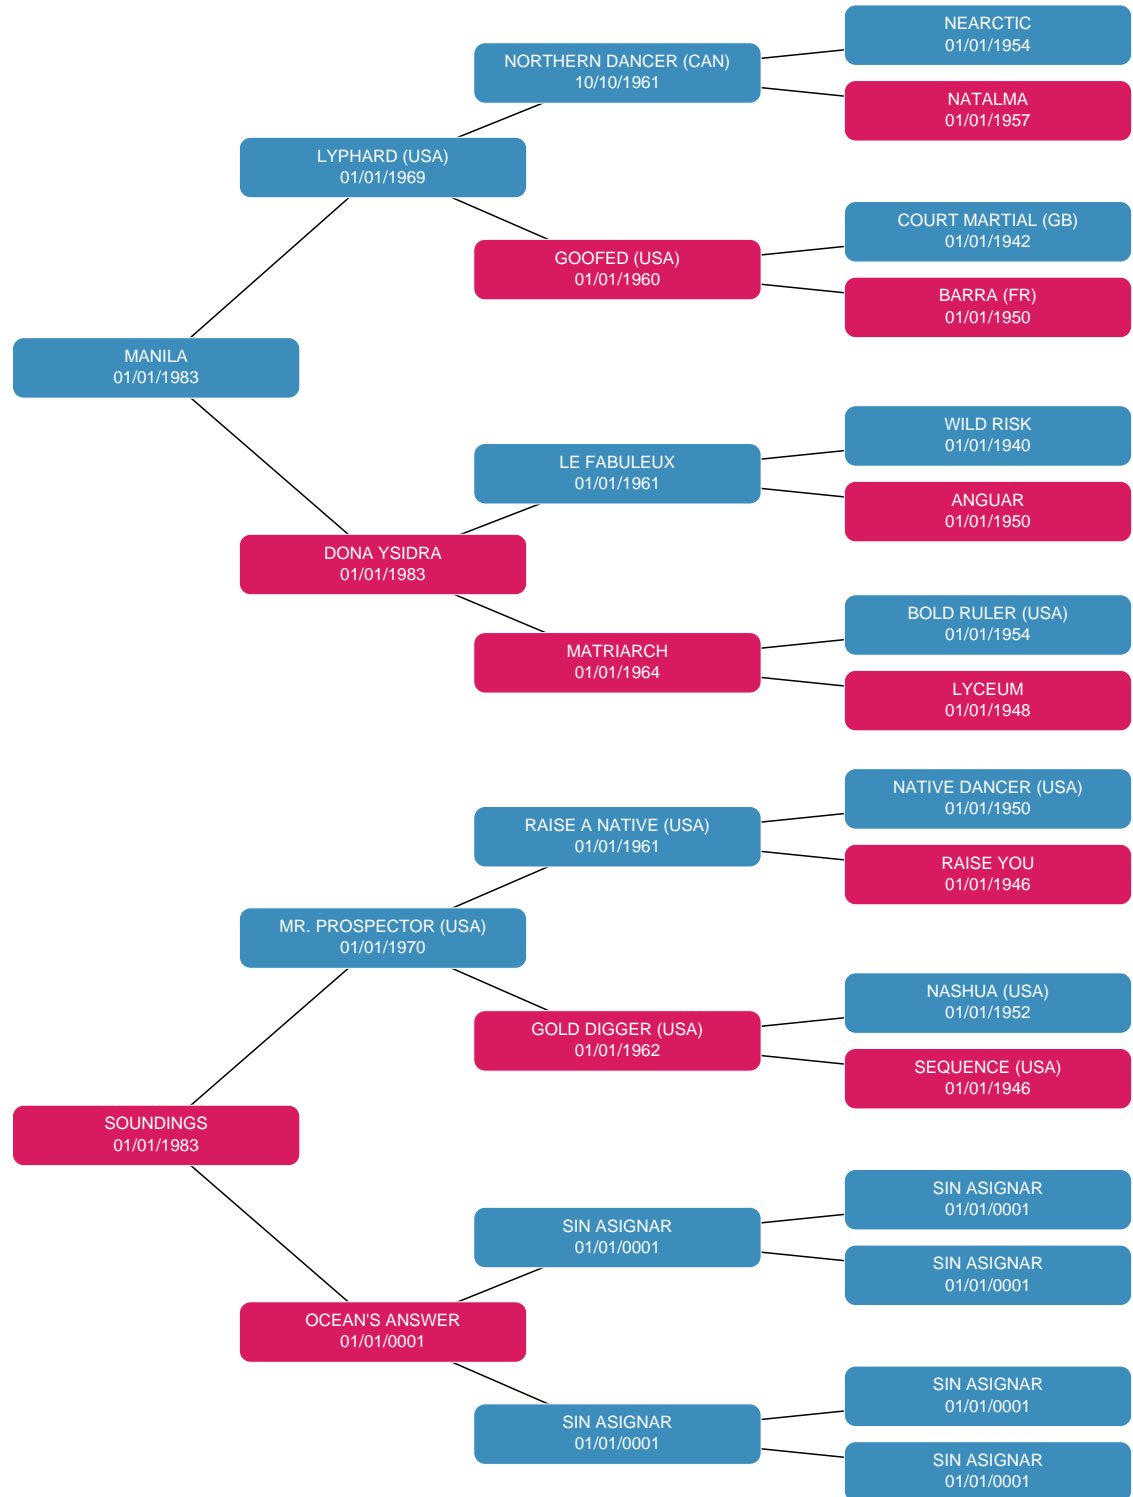 NEARCTIC
01/01/1954
NORTHERN DANCER (CAN)
10/10/1961
NATALMA
01/01/1957
LYPHARD (USA)
01/01/1969
COURT MARTIAL (GB)
01/01/1942
GOOFED (USA)
01/01/1960
BARRA (FR)
01/01/1950
MANILA
01/01/1983
WILD RISK
01/01/1940
LE FABULEUX
01/01/1961
ANGUAR
01/01/1950
DONA YSIDRA
01/01/1983
BOLD RULER (USA)
01/01/1954
MATRIARCH
01/01/1964
LYCEUM
01/01/1948
NATIVE DANCER (USA)
01/01/1950
RAISE A NATIVE (USA)
01/01/1961
RAISE YOU
01/01/1946
MR. PROSPECTOR (USA)
01/01/1970
NASHUA (USA)
01/01/1952
GOLD DIGGER (USA)
01/01/1962
SEQUENCE (USA)
01/01/1946
SOUNDINGS
01/01/1983
SIN ASIGNAR
01/01/0001
SIN ASIGNAR
01/01/0001
SIN ASIGNAR
01/01/0001
OCEAN'S ANSWER
01/01/0001
SIN ASIGNAR
01/01/0001
SIN ASIGNAR
01/01/0001
SIN ASIGNAR
01/01/0001